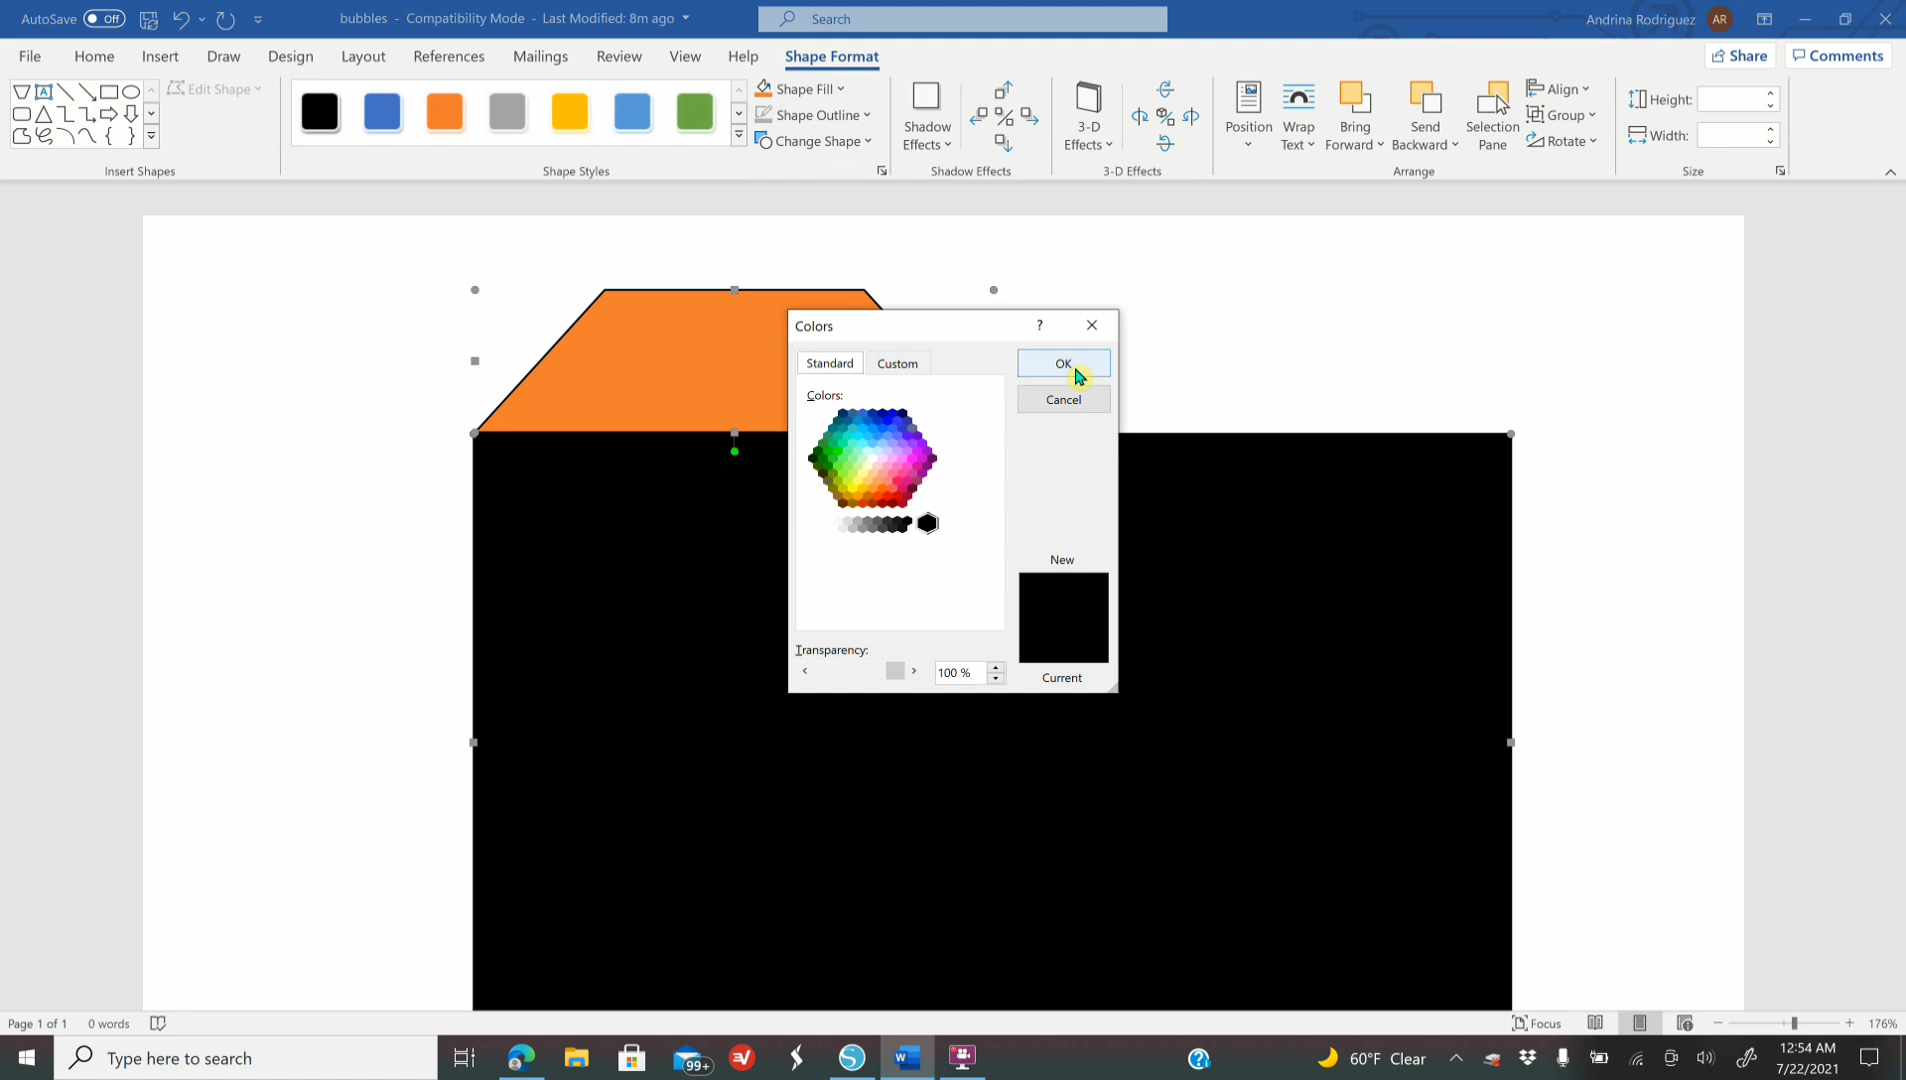 AutoSave Off bubbles - Compatibility Mode - Last Modified: 8m ago Search Andrina Rodriguez AR
File Home Insert Draw Design Layout References Mailings Review View Help Shape Format Share Comments
Edit Shape
Shape Fill
Shape Outline
Change Shape
Shadow
Effects
3-D
Effects
Position
Wrap
Text
Bring
Forward
Send
Backward
Selection
Pane
Align
Group
Rotate
Height:
Width:
Insert Shapes Shape Styles Shadow Effects 3-D Effects Arrange Size
Colors ?
Standard Custom OK
Cancel
Colors:
New
Transparency:
100 %
Current
Page 1 of 1 0 words Focus 176%
Type here to search 99+ 60°F Clear 12:54 AM
7/22/2021